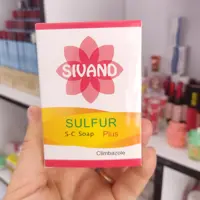 SIVAND
SULFUR
S-C Soap Plus
Climbazole